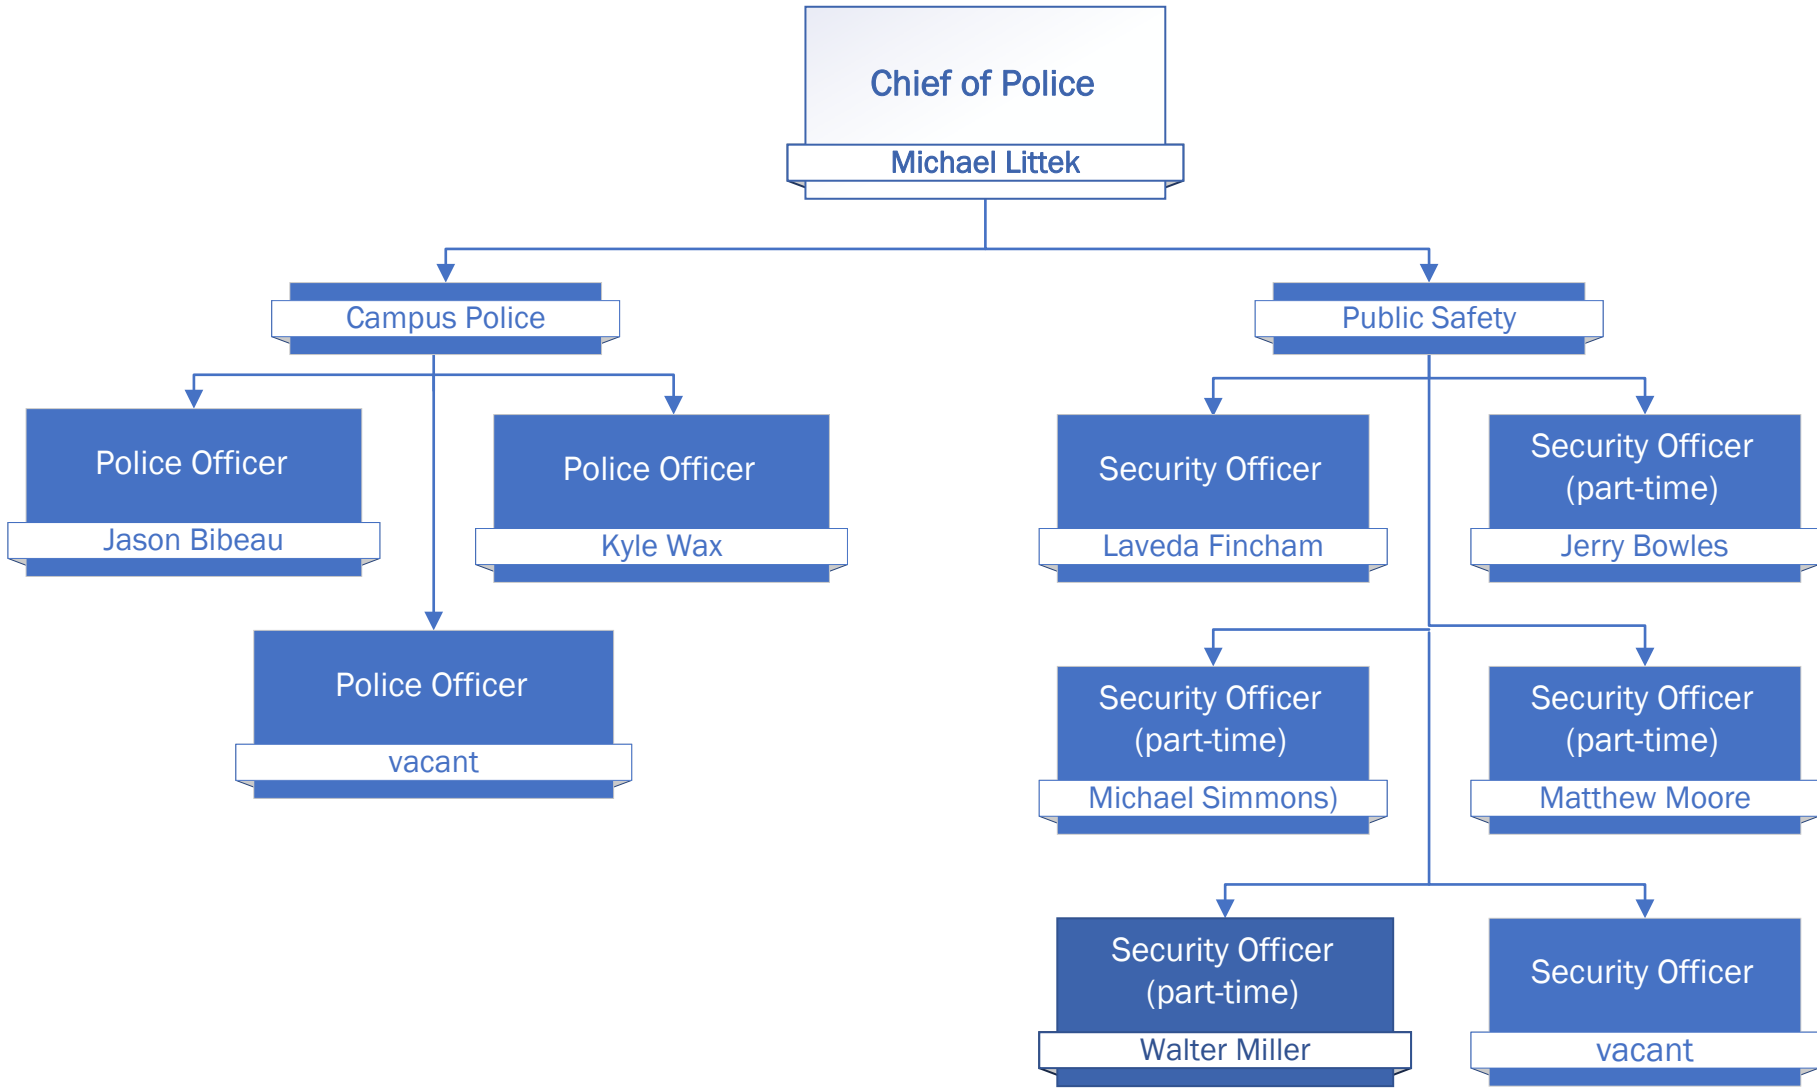 Chief of Police
Michael Littek
Campus Police
Public Safety
Police Officer
Jason Bibeau
Police Officer
Kyle Wax
Police Officer
vacant
Security Officer
Laveda Fincham
Security Officer
(part-time)
Jerry Bowles
Security Officer
(part-time)
Michael Simmons)
Security Officer
(part-time)
Matthew Moore
Security Officer
(part-time)
Walter Miller
Security Officer
vacant